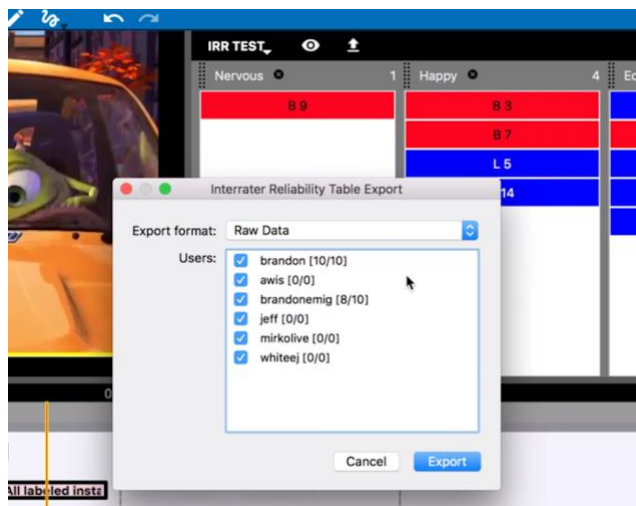 IRR TEST
Nervous 1 Happy 4 Ec
B 9
B 3
B 7
L 5
14
Interrater Reliability Table Export
Export format: Raw Data
Users:
brandon [10/10]
awis [0/0]
brandonemig [8/10]
jeff [0/0]
mirkolive [0/0]
whiteej [0/0]
0
Cancel Export
All labeled insta